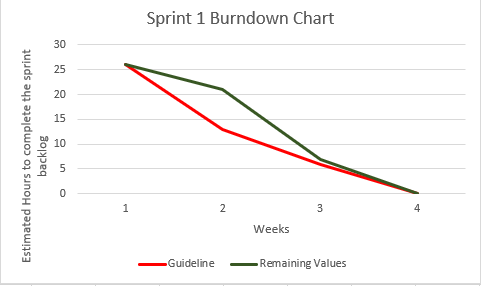 Sprint 1 Burndown Chart
Estimated Hours to complete the sprint
backlog
30
25
20
15
10
5
0
1 2 3 4
Weeks
Guideline Remaining Values